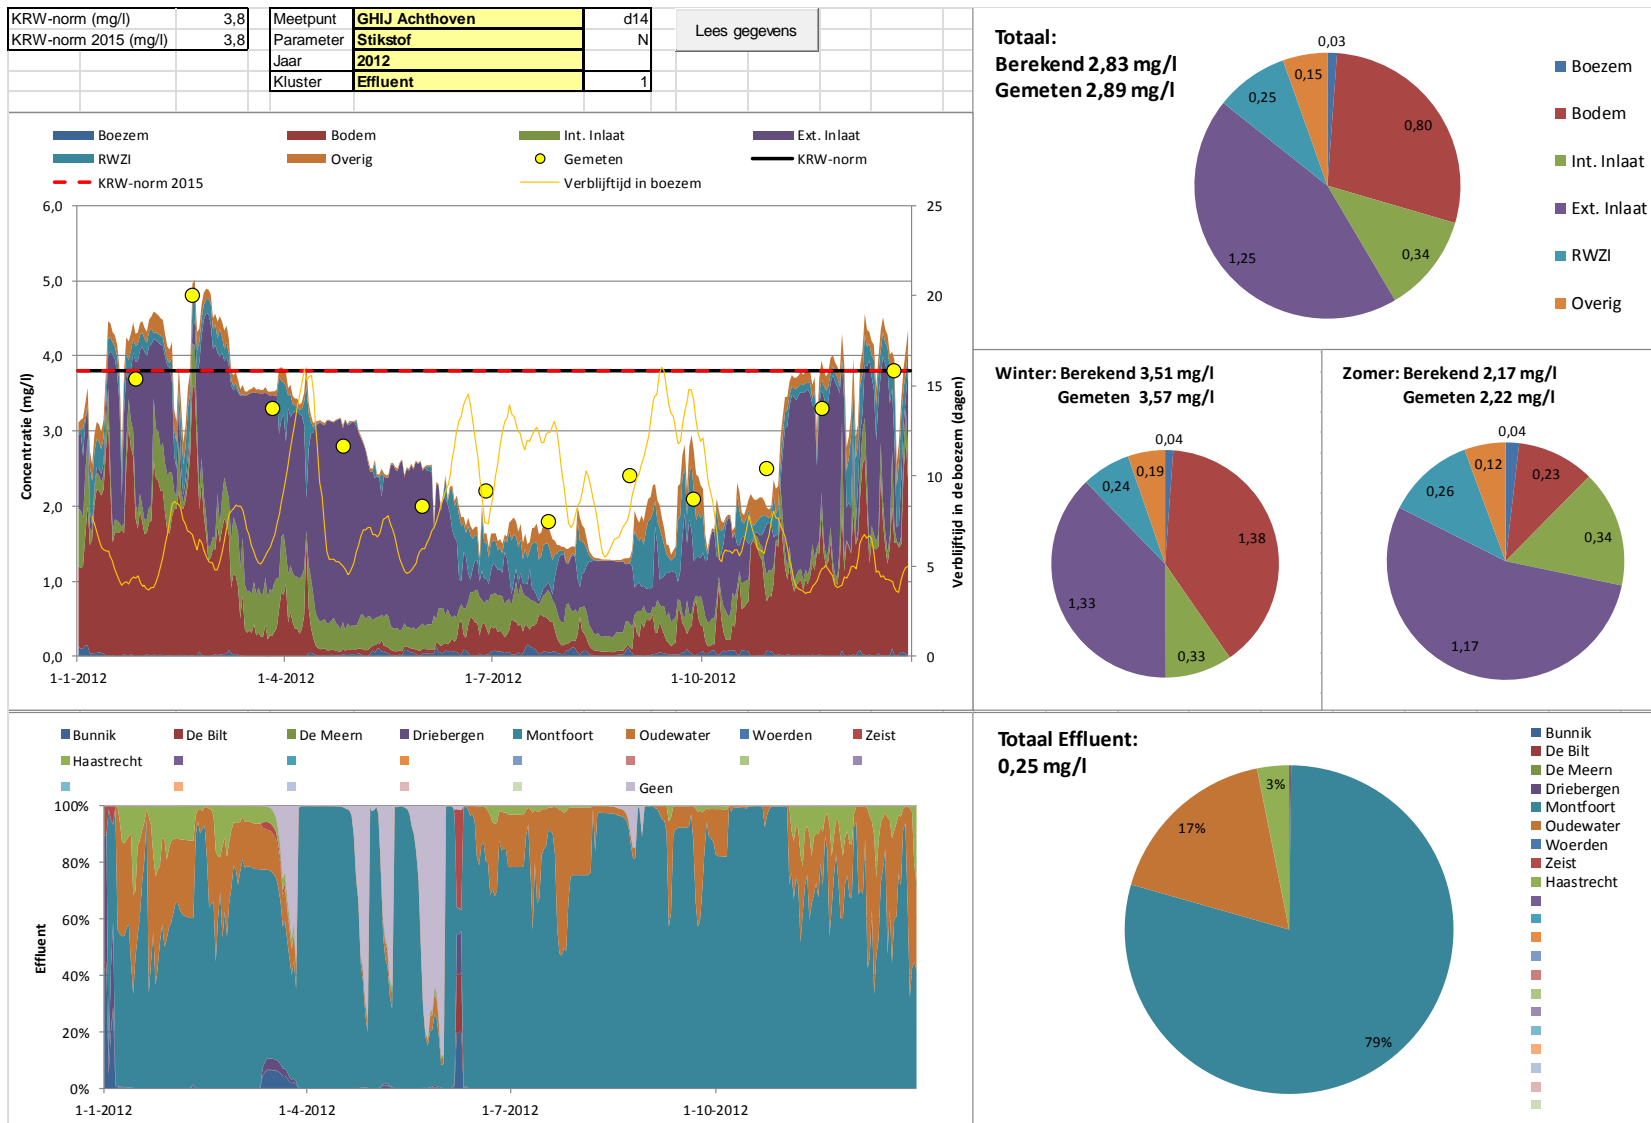 KRW-norm (mg/l) 3,8
KRW-norm 2015 (mg/l) 3,8
Meetpunt GHIJ Achthoven d14
Parameter Stikstof N
Jaar 2012
Kluster Effluent 1
Lees gegevens
Boezem Bodem Int. Inlaat Ext. Inlaat
RWZI Overig Gemeten KRW-norm
KRW-norm 2015 Verblijftijd in boezem
Concentratie (mg/l)
6,0
5,0
4,0
3,0
2,0
1,0
0,0
25
20
15
10
5
0
Verblijftijd in de boezem (dagen)
1-1-2012 1-4-2012 1-7-2012 1-10-2012
Totaal:
Berekend 2,83 mg/l
Gemeten 2,89 mg/l
0,03
0,80
0,34
1,25
0,25
0,15
Boezem
Bodem
Int. Inlaat
Ext. Inlaat
RWZI
Overig
Winter: Berekend 3,51 mg/l
Gemeten 3,57 mg/l
0,04
1,38
0,33
1,33
0,24
0,19
Zomer: Berekend 2,17 mg/l
Gemeten 2,22 mg/l
0,04
0,23
0,34
1,17
0,26
0,12
Bunnik De Bilt De Meern Driebergen Montfoort Oudewater Woerden Zeist
Haastrecht
Geen
Effluent
100%
80%
60%
40%
20%
0%
1-1-2012 1-4-2012 1-7-2012 1-10-2012
Totaal Effluent:
0,25 mg/l
3%
17%
79%
Bunnik
De Bilt
De Meern
Driebergen
Montfoort
Oudewater
Woerden
Zeist
Haastrecht